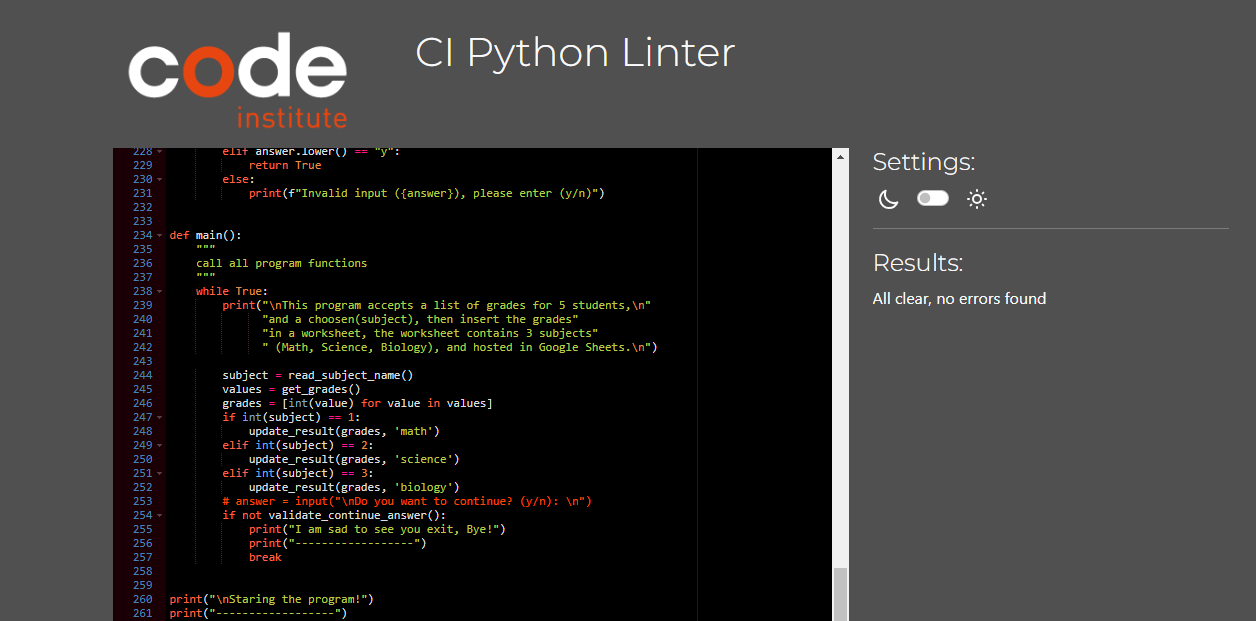 code
institute
CI Python Linter
228 elif answer.lower() == "y":
229 return True
230 else:
231 print(f"Invalid input ({answer}), please enter (y/n)")
232
233
234 def main():
235 """
236 call all program functions
237 """
238 while True:
239 print("\nThis program accepts a list of grades for 5 students,\n"
240 "and a choosen(subject), then insert the grades"
241 "in a worksheet, the worksheet contains 3 subjects"
242 " (Math, Science, Biology), and hosted in Google Sheets.\n")
243
244 subject = read_subject_name()
245 values = get_grades()
246 grades = [int(value) for value in values]
247 if int(subject) == 1:
248 update_result(grades, 'math')
249 elif int(subject) == 2:
250 update_result(grades, 'science')
251 elif int(subject) == 3:
252 update_result(grades, 'biology')
253 # answer = input("\nDo you want to continue? (y/n): \n")
254 if not validate_continue_answer():
255 print("I am sad to see you exit, Bye!")
256 print("------------------")
257 break
258
259
260 print("\nStaring the program!")
261 print("------------------")
Settings:
Results:
All clear, no errors found